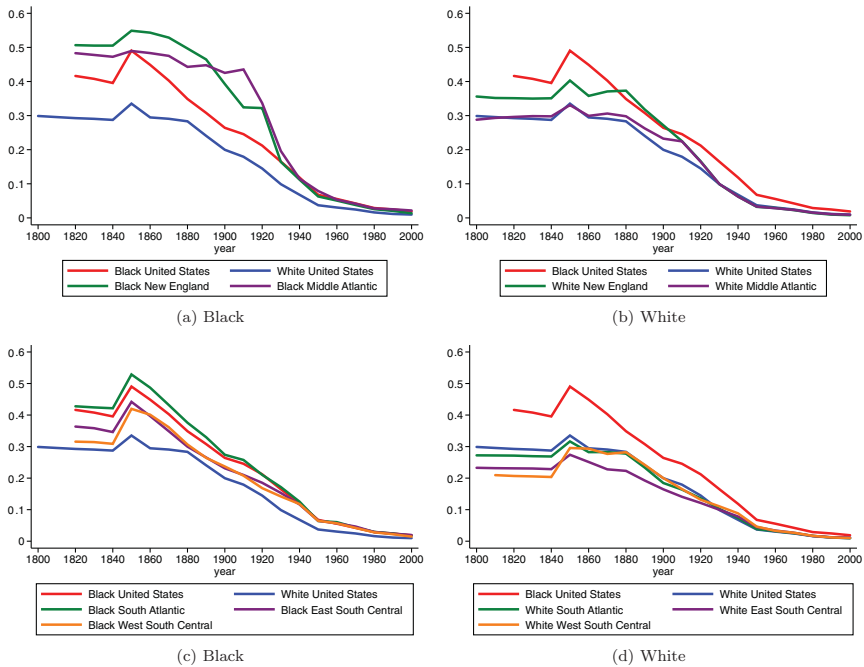 0.6
0.5
0.4
0.3
0.2
0.1
0
1800 1820 1840 1860 1880 1900 1920 1940 1960 1980 2000
year
Black United States White United States
Black New England Black Middle Atlantic
(a) Black
0.6
0.5
0.4
0.3
0.2
0.1
0
1800 1820 1840 1860 1880 1900 1920 1940 1960 1980 2000
year
Black United States White United States
White New England White Middle Atlantic
(b) White
0.6
0.5
0.4
0.3
0.2
0.1
0
1800 1820 1840 1860 1880 1900 1920 1940 1960 1980 2000
year
Black United States White United States
Black South Atlantic Black East South Central
Black West South Central
(c) Black
0.6
0.5
0.4
0.3
0.2
0.1
0
1800 1820 1840 1860 1880 1900 1920 1940 1960 1980 2000
year
Black United States White United States
White South Atlantic White East South Central
White West South Central
(d) White